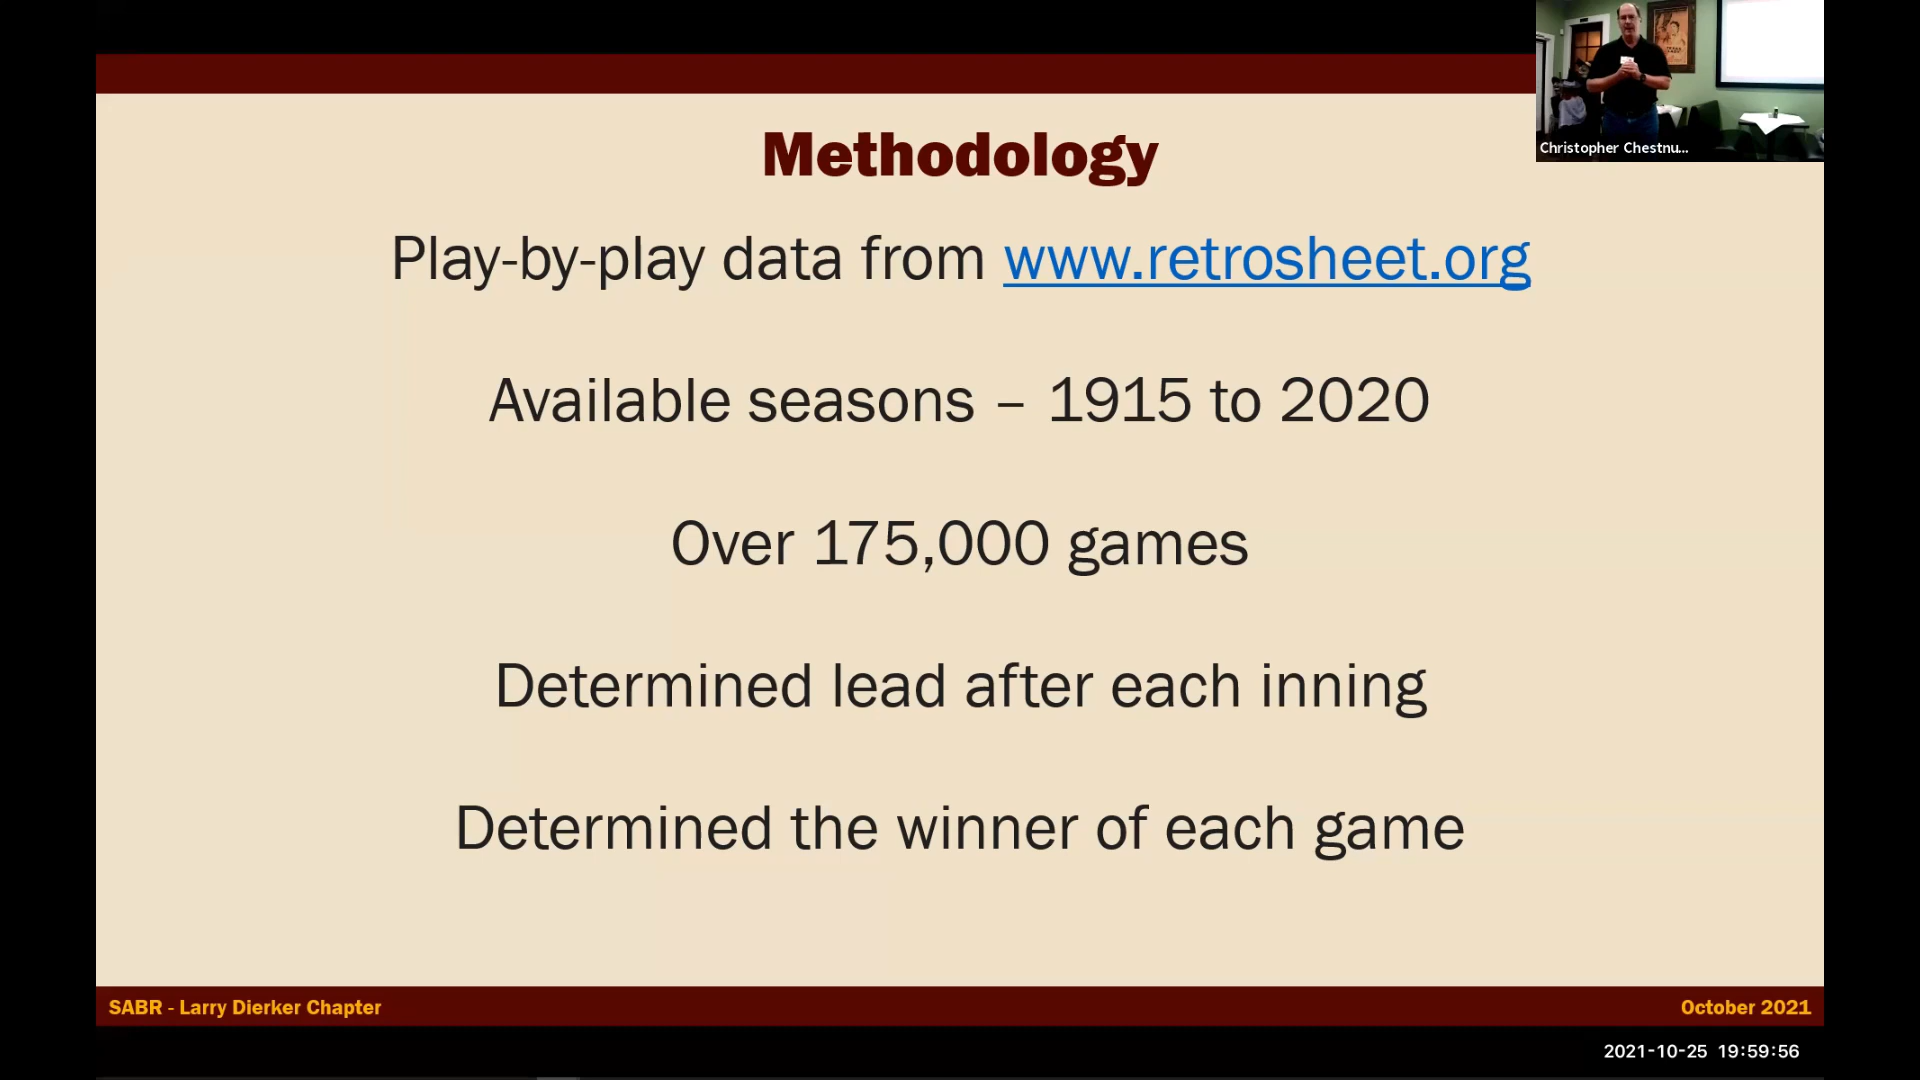 Christopher Chestnu...
Methodology
Play-by-play data from www.retrosheet.org
Available seasons – 1915 to 2020
Over 175,000 games
Determined lead after each inning
Determined the winner of each game
SABR - Larry Dierker Chapter
October 2021
2021-10-25 19:59:56